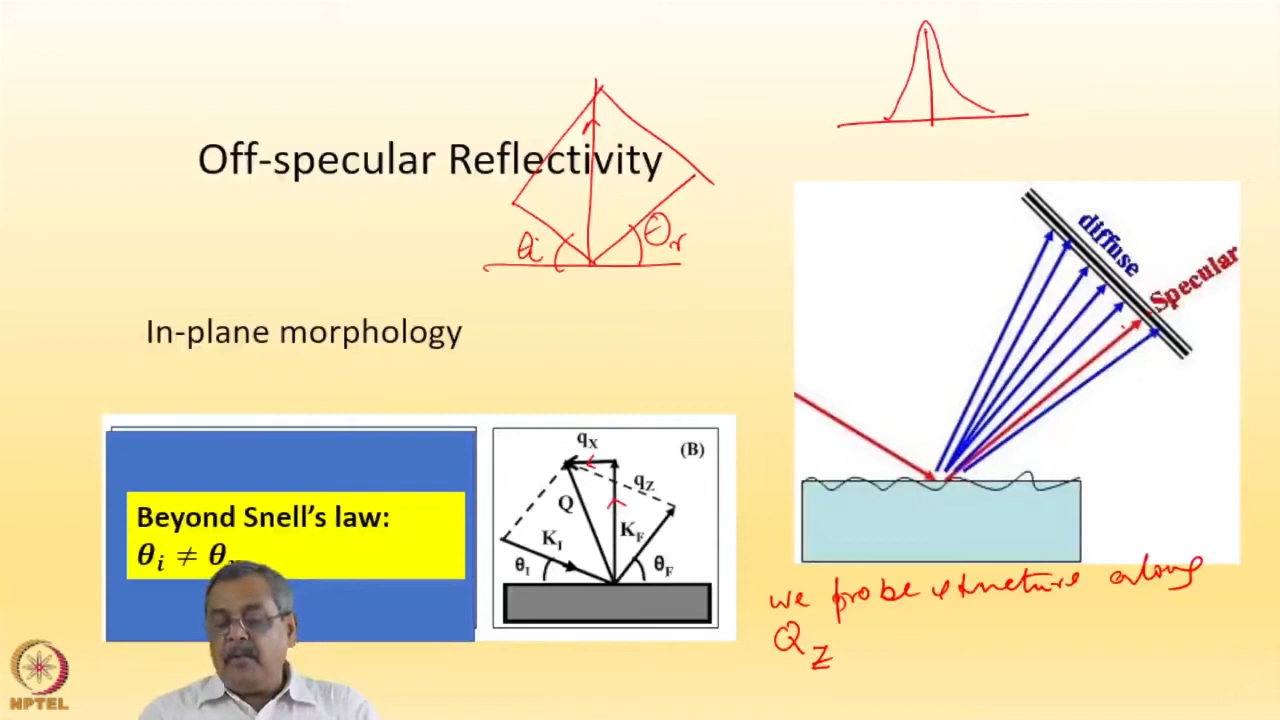 Off-specular Reflectivity
θi
θr
In-plane morphology
diffuse
Specular
Beyond Snell's law:
θi ≠ θr
qX
(B)
qZ
Q
KI
KF
θI
θF
we probe structure along
QZ
NPTEL